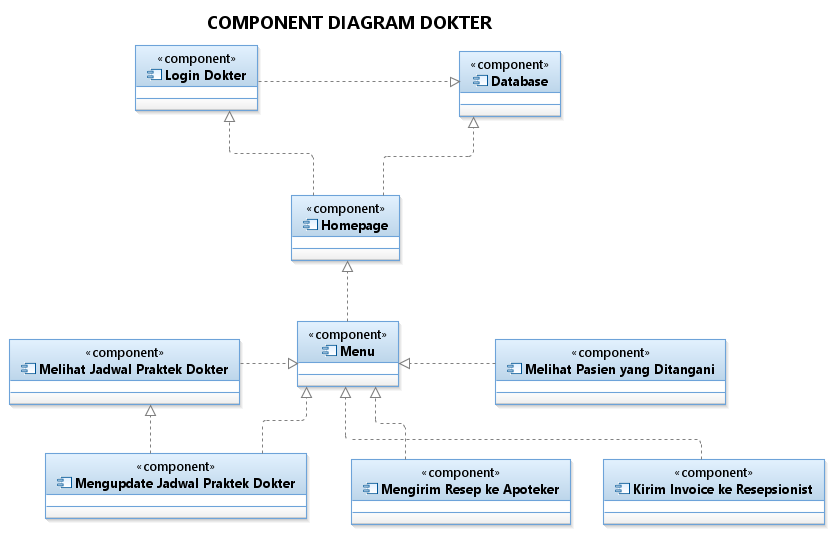 COMPONENT DIAGRAM DOKTER
«component»
Login Dokter
«component»
Database
«component»
Homepage
«component»
Menu
«component»
Melihat Jadwal Praktek Dokter
«component»
Melihat Pasien yang Ditangani
«component»
Mengupdate Jadwal Praktek Dokter
«component»
Mengirim Resep ke Apoteker
«component»
Kirim Invoice ke Resepsionist